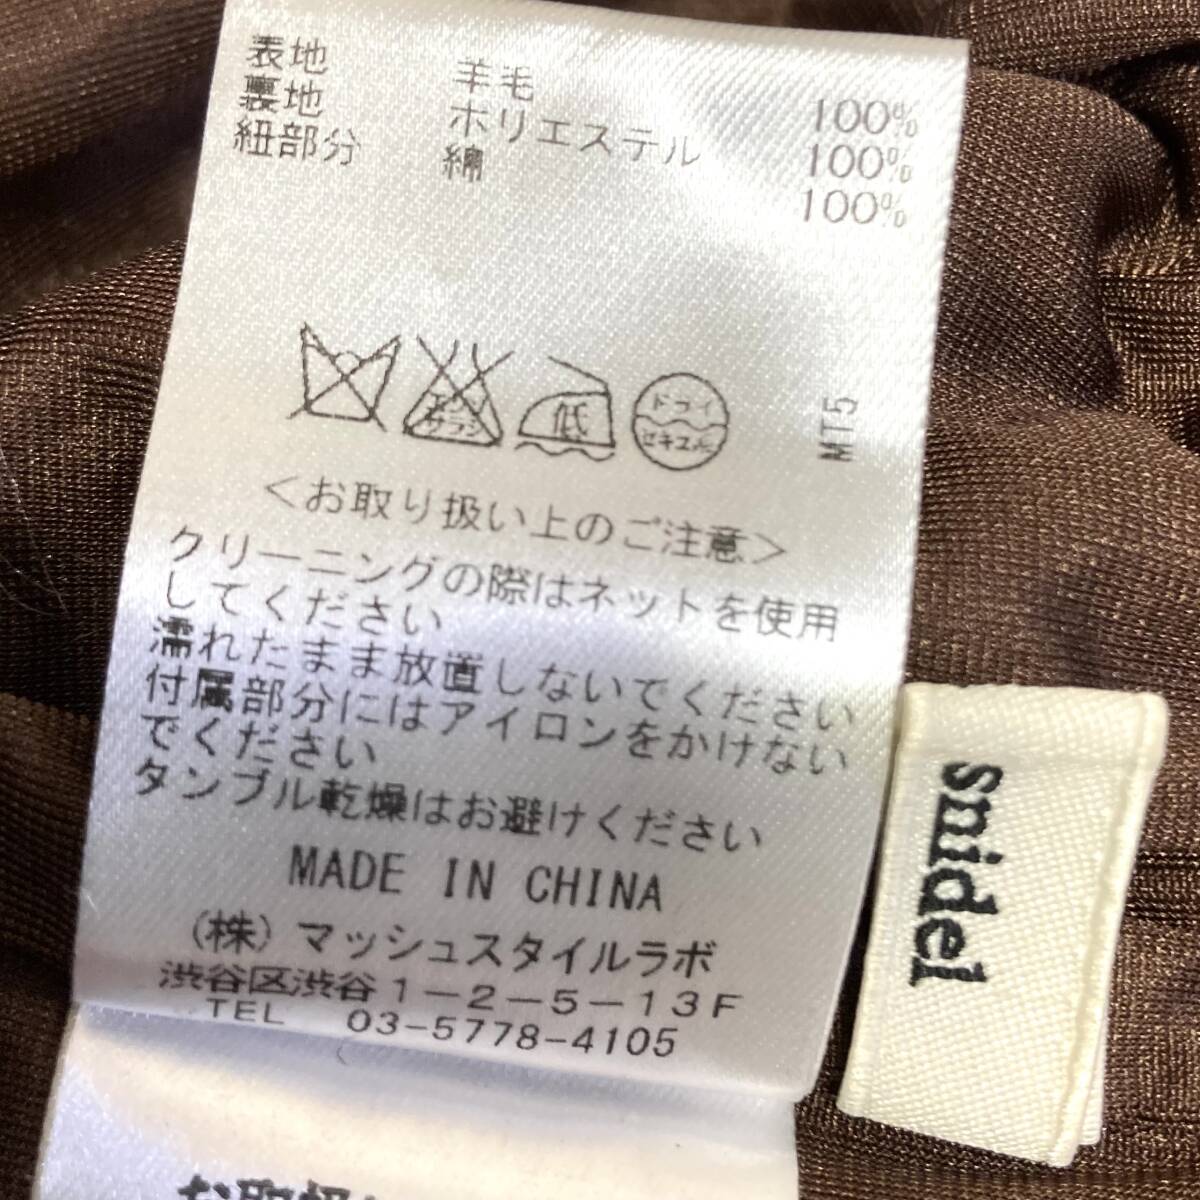 表地 羊毛 100%
裏地 ポリエステル 100%
紐部分 綿 100%
エンソ
サラシ
低
ドライ
セキユ系
MT5
<お取り扱い上のご注意>
クリーニングの際はネットを使用
してください
濡れたまま放置しないでください
付属部分にはアイロンをかけない
でください
タンブル乾燥はお避けください
MADE IN CHINA
(株)マッシュスタイルラボ
渋谷区渋谷1-2-5-13F
TEL 03-5778-4105
snidel